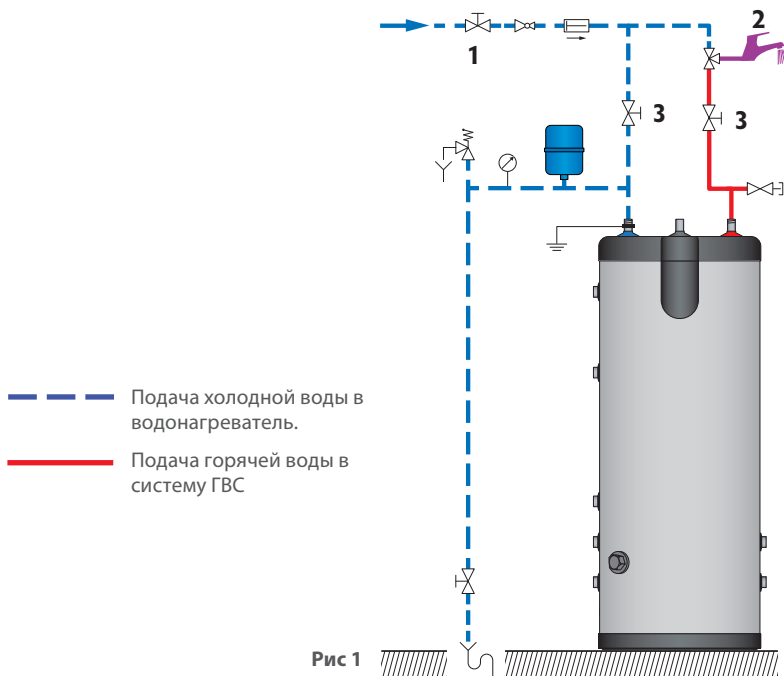 2
1
3
3
Подача холодной воды в
водонагреватель.
Подача горячей воды в
систему ГВС
Рис 1